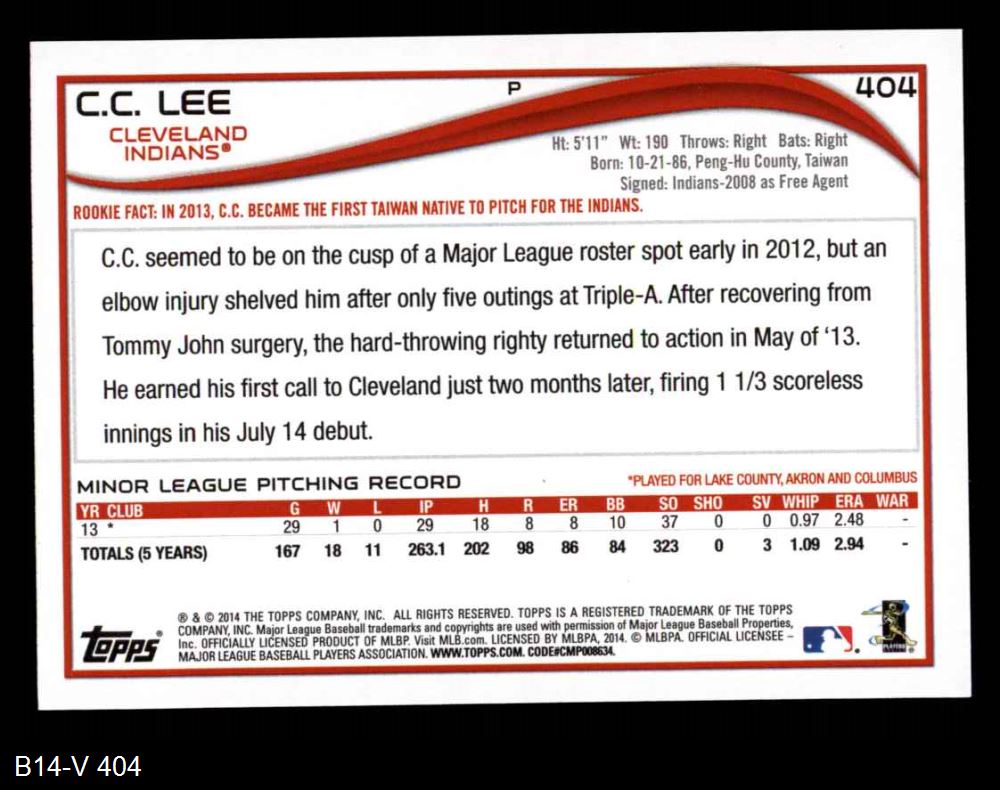 C.C. LEE
P
404
CLEVELAND
INDIANS®
Ht: 5'11" Wt: 190 Throws: Right Bats: Right
Born: 10-21-86, Peng-Hu County, Taiwan
Signed: Indians-2008 as Free Agent
ROOKIE FACT: IN 2013, C.C. BECAME THE FIRST TAIWAN NATIVE TO PITCH FOR THE INDIANS.
C.C. seemed to be on the cusp of a Major League roster spot early in 2012, but an
elbow injury shelved him after only five outings at Triple-A. After recovering from
Tommy John surgery, the hard-throwing righty returned to action in May of ‘13.
He earned his first call to Cleveland just two months later, firing 1 1/3 scoreless
innings in his July 14 debut.
MINOR LEAGUE PITCHING RECORD
*PLAYED FOR LAKE COUNTY, AKRON AND COLUMBUS
YR CLUB G W L IP H R ER BB SO SHO SV WHIP ERA WAR
13 * 29 1 0 29 18 8 8 10 37 0 0 0.97 2.48 -
TOTALS (5 YEARS) 167 18 11 263.1 202 98 86 84 323 0 3 1.09 2.94 -
Topps®
® & © 2014 THE TOPPS COMPANY, INC. ALL RIGHTS RESERVED. TOPPS IS A REGISTERED TRADEMARK OF THE TOPPS
COMPANY, INC. Major League Baseball trademarks and copyrights are used with permission of Major League Baseball Properties,
Inc. OFFICIALLY LICENSED PRODUCT OF MLBP. Visit MLB.com. LICENSED BY MLBPA, 2014. © MLBPA. OFFICIAL LICENSEE –
MAJOR LEAGUE BASEBALL PLAYERS ASSOCIATION. WWW.TOPPS.COM. CODE#CMP008634.
B14-V 404